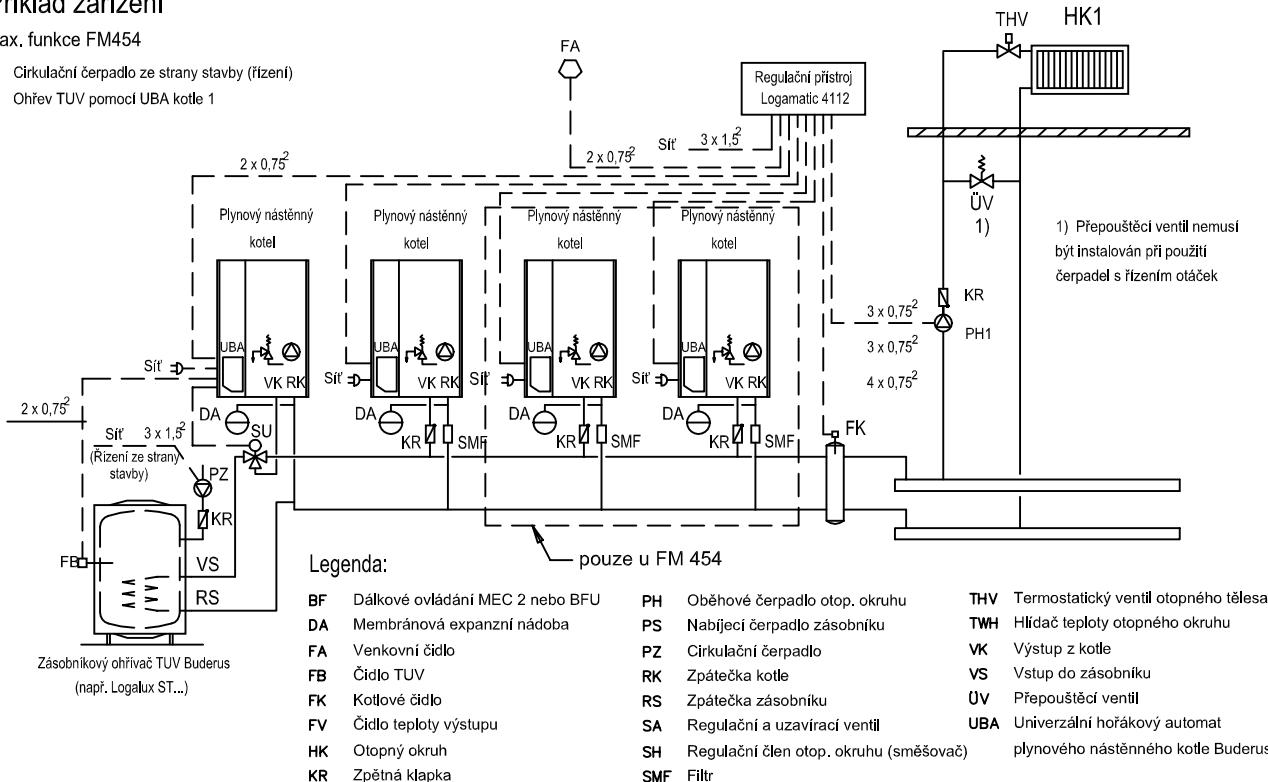 Příklad zařízení
ax. funkce FM454
Cirkulační čerpadlo ze strany stavby (řízení)
Ohřev TUV pomocí UBA kotle 1
FA
Regulační přístroj
Logamatic 4112
THV
HK1
Síť
3 x 1,5²
2 x 0,75²
2 x 0,75²
Plynový nástěnný
kotel
Plynový nástěnný
kotel
Plynový nástěnný
kotel
Plynový nástěnný
kotel
ÜV
1)
1) Přepouštěcí ventil nemusí
být instalován při použití
čerpadel s řízením otáček
KR
PH1
3 x 0,75²
3 x 0,75²
4 x 0,75²
UBA
UBA
UBA
UBA
Síť
Síť
Síť
Síť
VK RK
VK RK
VK RK
VK RK
DA
DA
DA
DA
2 x 0,75²
Síť
3 x 1,5²
(Řízení ze strany
stavby)
SU
KR
SMF
KR
SMF
KR
SMF
FK
PZ
KR
FB
VS
RS
pouze u FM 454
Zásobníkový ohřívač TUV Buderus
(např. Logalux ST...)
Legenda:
BF Dálkové ovládání MEC 2 nebo BFU
DA Membránová expanzní nádoba
FA Venkovní čidlo
FB Čidlo TUV
FK Kotlové čidlo
FV Čidlo teploty výstupu
HK Otopný okruh
KR Zpětná klapka
PH Oběhové čerpadlo otop. okruhu
PS Nabíjecí čerpadlo zásobníku
PZ Cirkulační čerpadlo
RK Zpátečka kotle
RS Zpátečka zásobníku
SA Regulační a uzavírací ventil
SH Regulační člen otop. okruhu (směšovač)
SMF Filtr
THV Termostatický ventil otopného tělesa
TWH Hlídač teploty otopného okruhu
VK Výstup z kotle
VS Vstup do zásobníku
ÜV Přepouštěcí ventil
UBA Univerzální hořákový automat
plynového nástěnného kotle Buderus